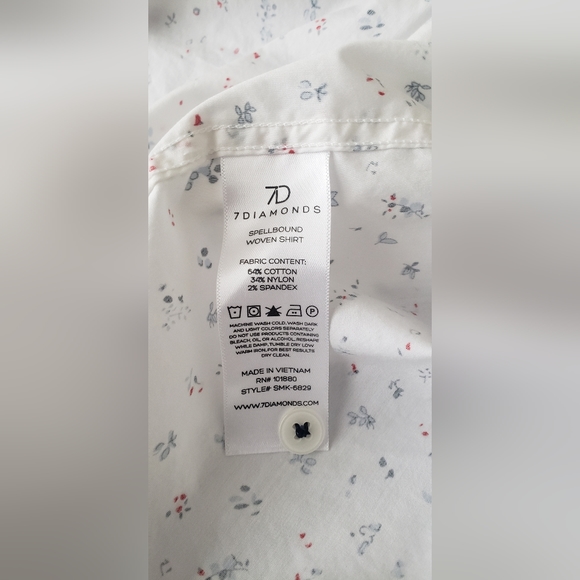 7D
7DIAMONDS
SPELLBOUND
WOVEN SHIRT
FABRIC CONTENT:
64% COTTON
34% NYLON
2% SPANDEX
P
MACHINE WASH COLD, WASH DARK
AND LIGHT COLORS SEPARATELY.
DO NOT USE PRODUCTS CONTAINING
BLEACH, OIL, OR ALCOHOL, RESHAPE
WHILE DAMP, TUMBLE DRY LOW
WARM IRON, FOR BEST RESULTS
DRY CLEAN.
MADE IN VIETNAM
RN# 101880
STYLE# SMK-6829
WWW.7DIAMONDS.COM